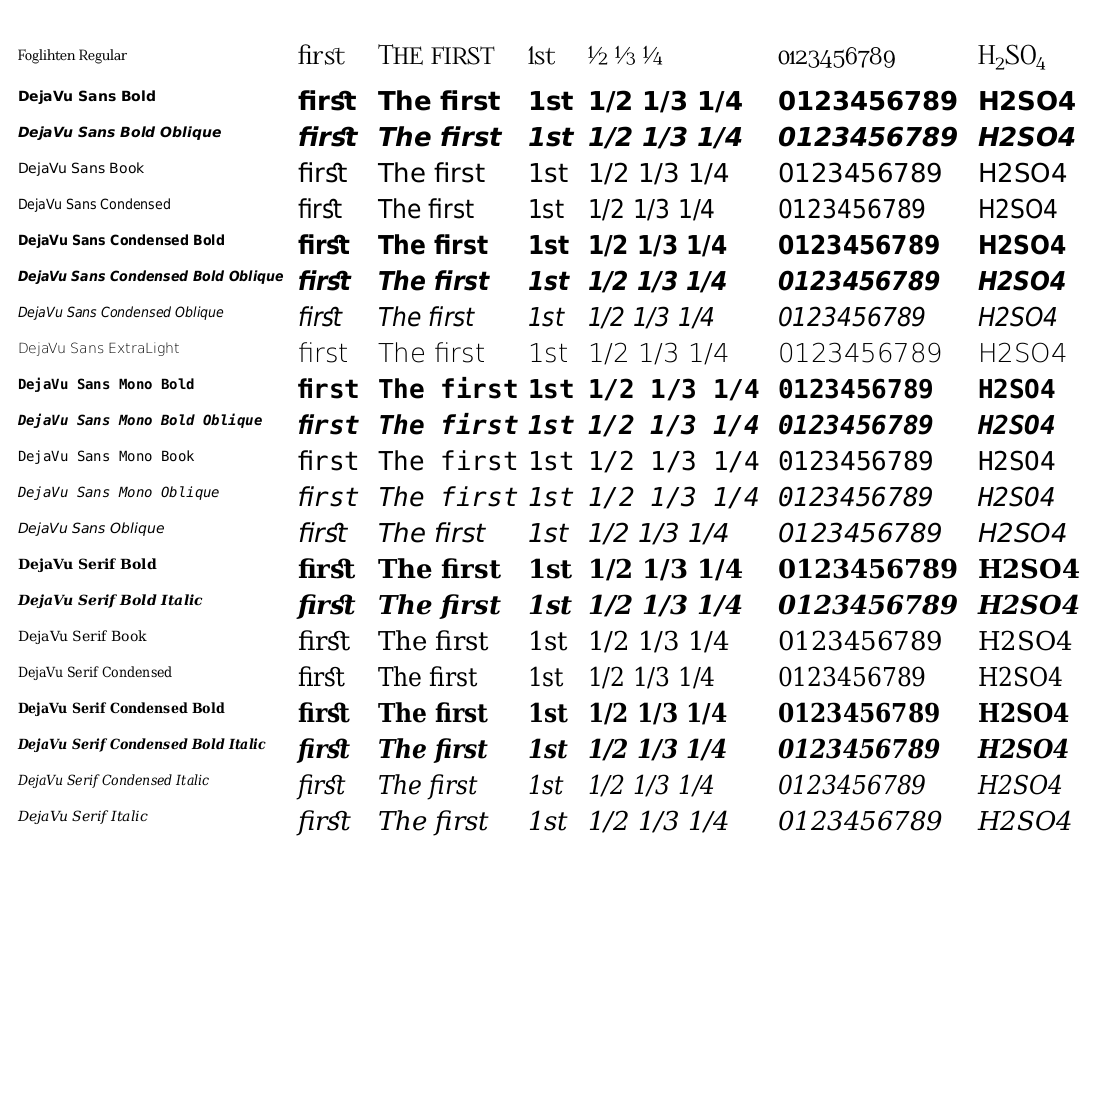 Foglihten Regular first THE FIRST 1st ½ ⅓ ¼ 0123456789 H₂SO₄
DejaVu Sans Bold first The first 1st 1/2 1/3 1/4 0123456789 H2SO4
DejaVu Sans Bold Oblique first The first 1st 1/2 1/3 1/4 0123456789 H2SO4
DejaVu Sans Book first The first 1st 1/2 1/3 1/4 0123456789 H2SO4
DejaVu Sans Condensed first The first 1st 1/2 1/3 1/4 0123456789 H2SO4
DejaVu Sans Condensed Bold first The first 1st 1/2 1/3 1/4 0123456789 H2SO4
DejaVu Sans Condensed Bold Oblique first The first 1st 1/2 1/3 1/4 0123456789 H2SO4
DejaVu Sans Condensed Oblique first The first 1st 1/2 1/3 1/4 0123456789 H2SO4
DejaVu Sans ExtraLight first The first 1st 1/2 1/3 1/4 0123456789 H2SO4
DejaVu Sans Mono Bold first The first 1st 1/2 1/3 1/4 0123456789 H2SO4
DejaVu Sans Mono Bold Oblique first The first 1st 1/2 1/3 1/4 0123456789 H2SO4
DejaVu Sans Mono Book first The first 1st 1/2 1/3 1/4 0123456789 H2SO4
DejaVu Sans Mono Oblique first The first 1st 1/2 1/3 1/4 0123456789 H2SO4
DejaVu Sans Oblique first The first 1st 1/2 1/3 1/4 0123456789 H2SO4
DejaVu Serif Bold first The first 1st 1/2 1/3 1/4 0123456789 H2SO4
DejaVu Serif Bold Italic first The first 1st 1/2 1/3 1/4 0123456789 H2SO4
DejaVu Serif Book first The first 1st 1/2 1/3 1/4 0123456789 H2SO4
DejaVu Serif Condensed first The first 1st 1/2 1/3 1/4 0123456789 H2SO4
DejaVu Serif Condensed Bold first The first 1st 1/2 1/3 1/4 0123456789 H2SO4
DejaVu Serif Condensed Bold Italic first The first 1st 1/2 1/3 1/4 0123456789 H2SO4
DejaVu Serif Condensed Italic first The first 1st 1/2 1/3 1/4 0123456789 H2SO4
DejaVu Serif Italic first The first 1st 1/2 1/3 1/4 0123456789 H2SO4